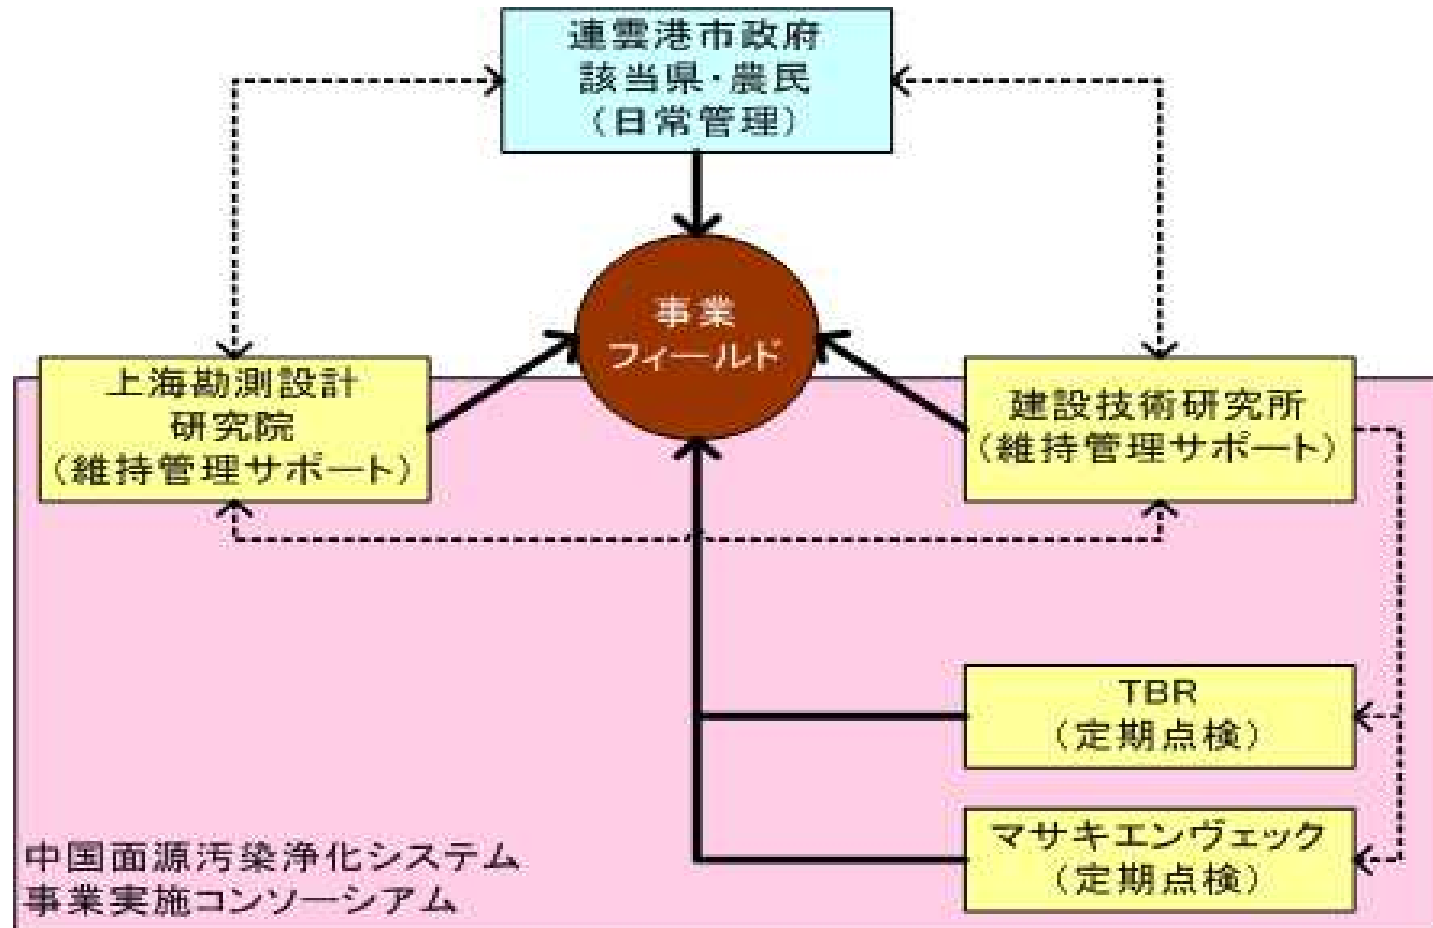 連雲港市政府
該当県・農民
(日常管理)
事業
フィールド
上海勘測設計
研究院
(維持管理サポート)
建設技術研究所
(維持管理サポート)
TBR
(定期点検)
マサキエンヴェック
(定期点検)
中国面源汚染浄化システム
事業実施コンソーシアム